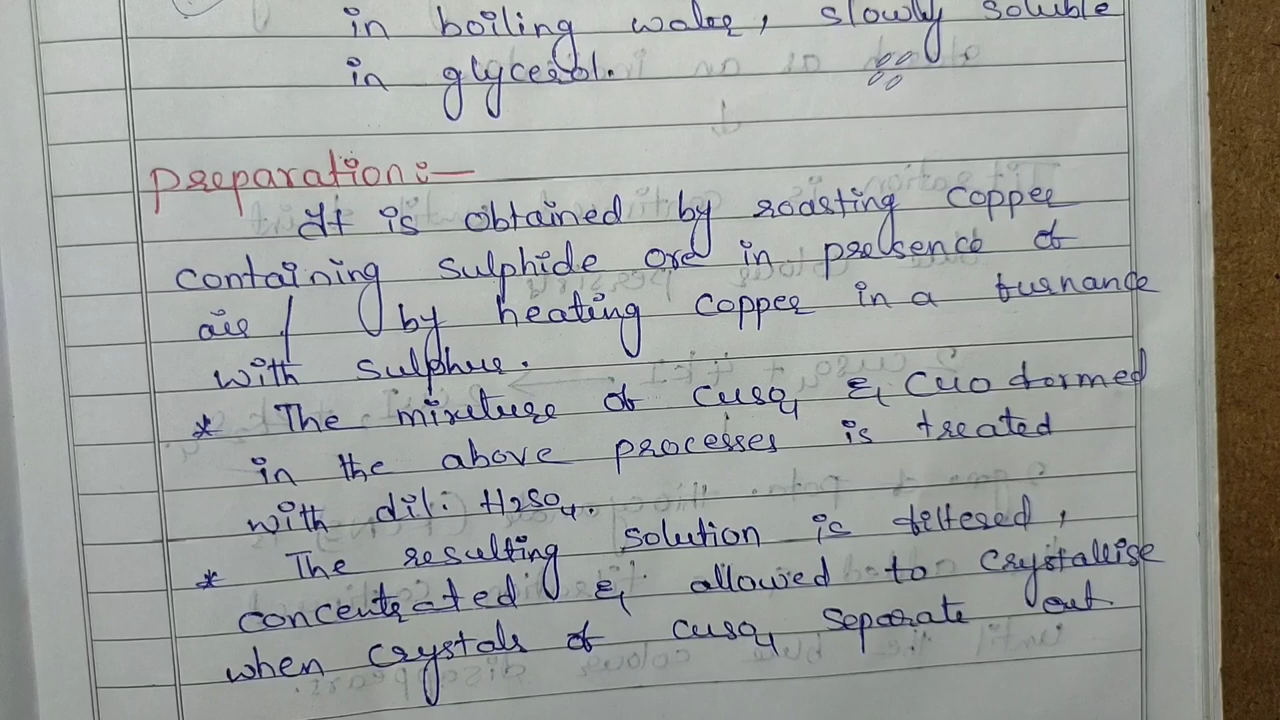 in boiling water, slowly soluble
in glycerol.
Preparation:-
It is obtained by roasting copper
containing sulphide ore in presence of
air / by heating copper in a furnance
with sulphur.
* The mixture of CuSO4 & CuO formed
in the above processes is treated
with dil. H2SO4.
* The resulting solution is filtered,
concentrated & allowed to crystallise
when crystals of CuSO4 separate out